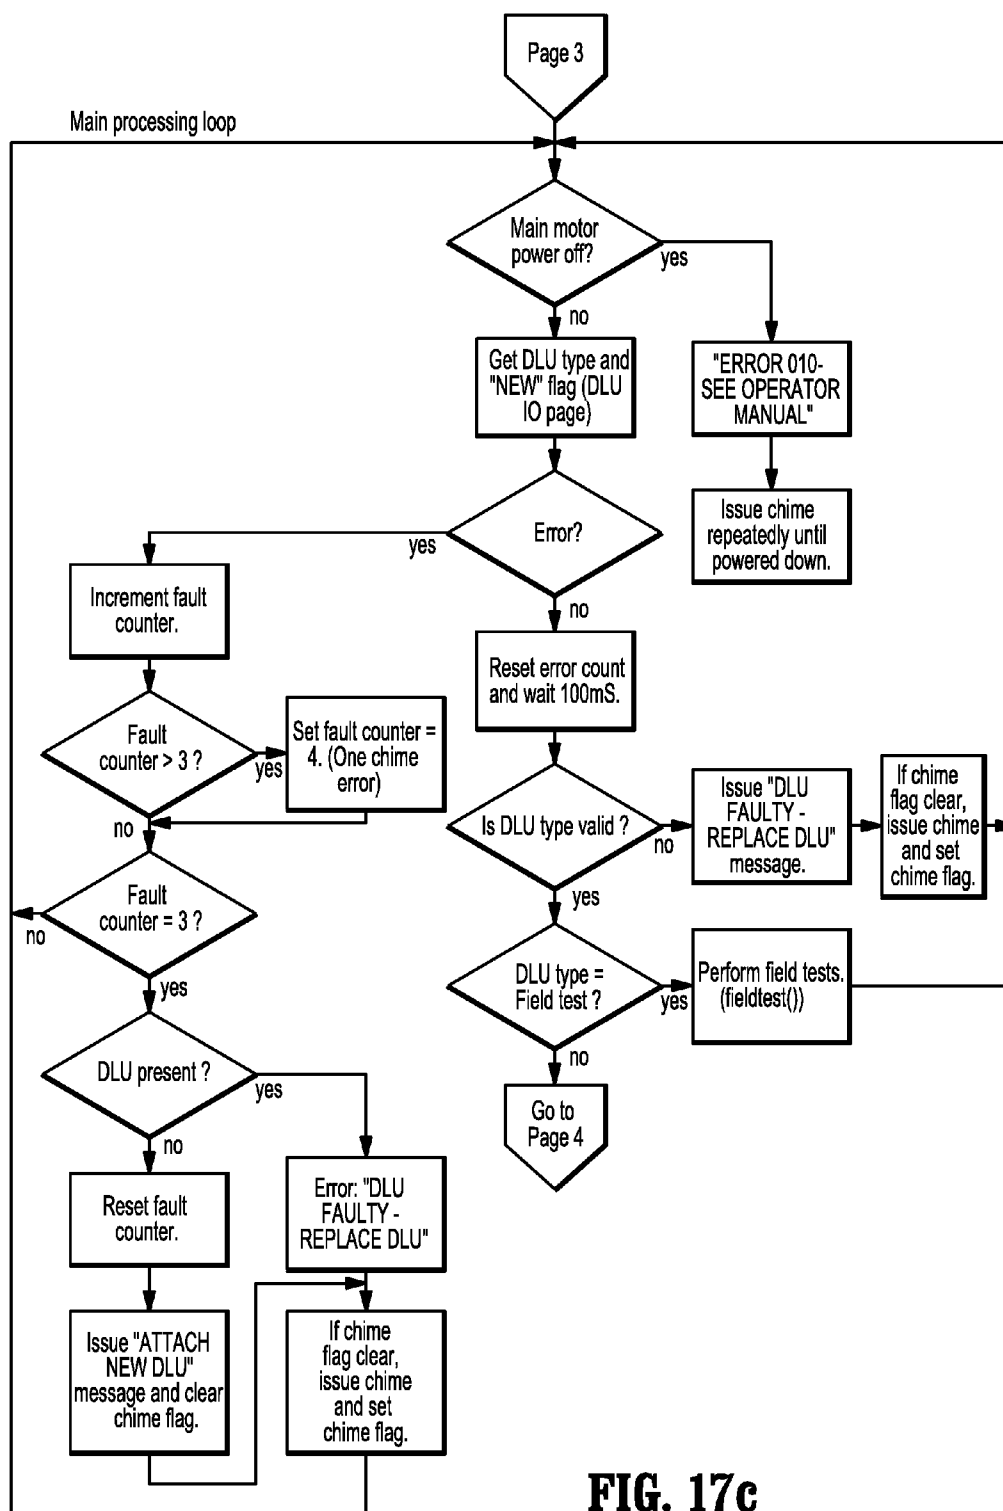 Page 3
Main processing loop
Main motor
power off?
yes
no
Get DLU type and
"NEW" flag (DLU
IO page)
"ERROR 010-
SEE OPERATOR
MANUAL"
Issue chime
repeatedly until
powered down.
Error?
yes
no
Increment fault
counter.
Reset error count
and wait 100mS.
Fault
counter > 3 ?
yes
no
Set fault counter =
4. (One chime
error)
Is DLU type valid ?
no
yes
Issue "DLU
FAULTY -
REPLACE DLU"
message.
If chime
flag clear,
issue chime
and set
chime flag.
Fault
counter = 3 ?
no
yes
DLU type =
Field test ?
yes
no
Perform field tests.
(fieldtest())
DLU present ?
yes
no
Go to
Page 4
Reset fault
counter.
Error: "DLU
FAULTY -
REPLACE DLU"
Issue "ATTACH
NEW DLU"
message and clear
chime flag.
If chime
flag clear,
issue chime
and set
chime flag.
FIG. 17c